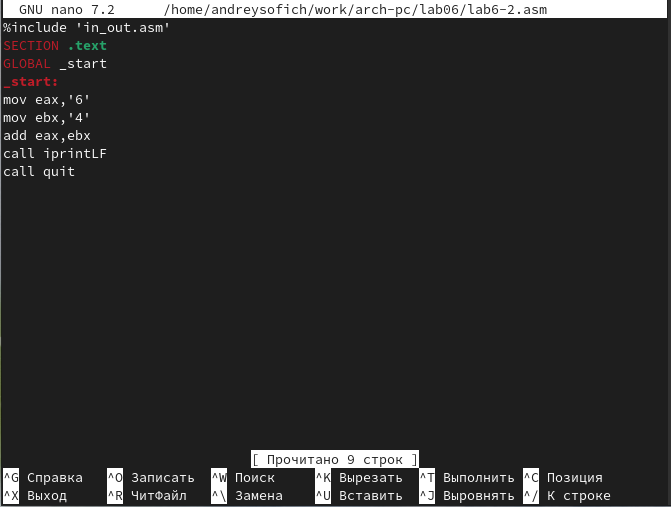 GNU nano 7.2 /home/andreysofich/work/arch-pc/lab06/lab6-2.asm
%include 'in_out.asm'
SECTION .text
GLOBAL _start
_start:
mov eax,'6'
mov ebx,'4'
add eax,ebx
call iprintLF
call quit
[ Прочитано 9 строк ]
^G Справка ^O Записать ^W Поиск ^K Вырезать ^T Выполнить ^C Позиция
^X Выход ^R ЧитФайл ^\ Замена ^U Вставить ^J Выровнять ^/ К строке